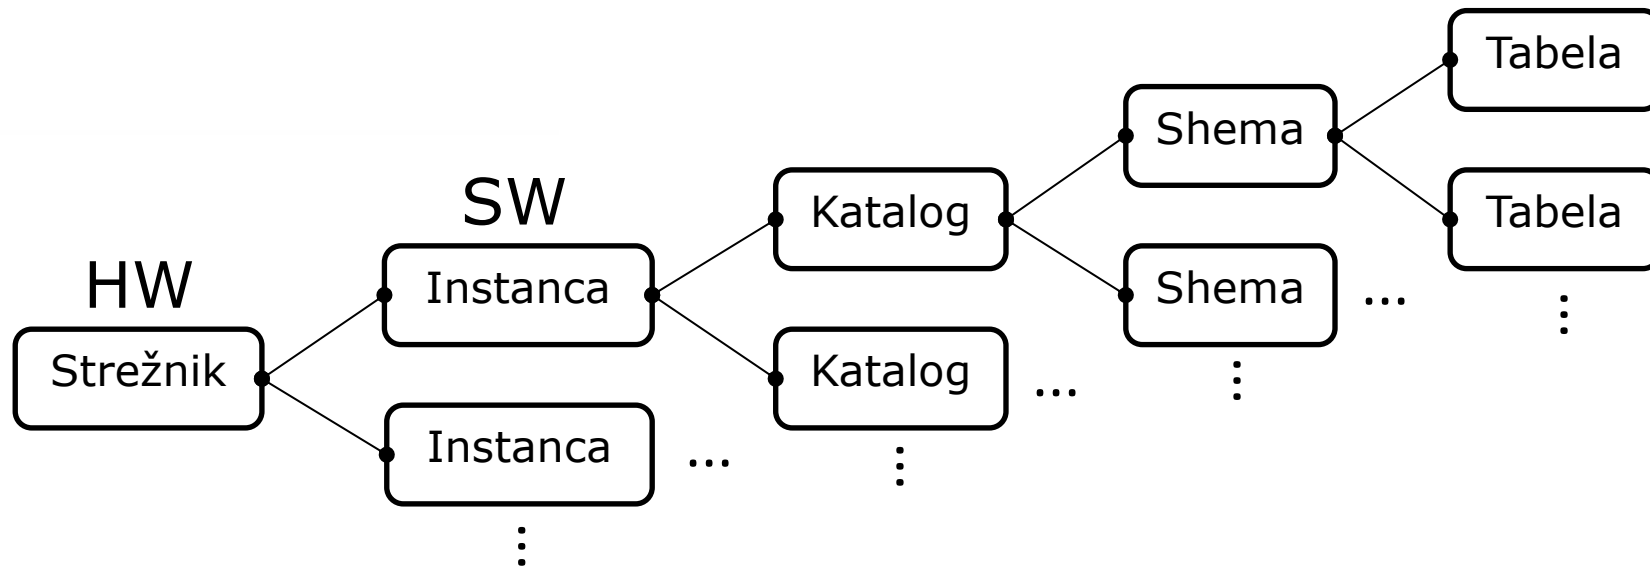 HW
Strežnik
SW
Instanca
Instanca
...
⋮
Katalog
Katalog
...
⋮
Shema
Shema
...
⋮
Tabela
Tabela
⋮